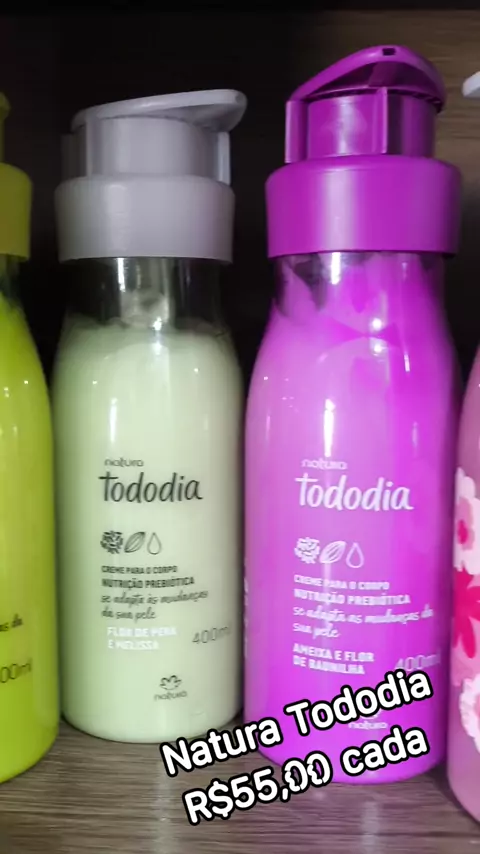 natura
tododia
CREME PARA O CORPO
NUTRIÇÃO PREBIÓTICA
se adapta às mudanças
da sua pele
FLOR DE PERA
E MELISSA
400ml
natura
natura
tododia
CREME PARA O CORPO
NUTRIÇÃO PREBIÓTICA
se adapta às mudanças da
sua pele
AMEIXA E FLOR
DE BAUNILHA
400ml
natura
Natura Tododia
R$55,00 cada